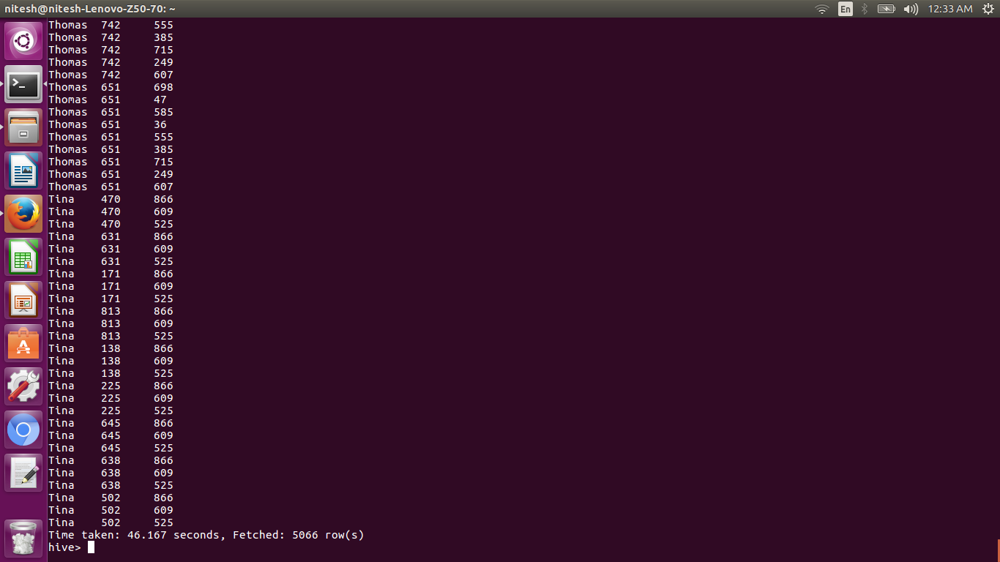 nitesh@nitesh-Lenovo-Z50-70: ~ En 12:33 AM
Thomas 742 555
Thomas 742 385
Thomas 742 715
Thomas 742 249
Thomas 742 607
Thomas 651 698
Thomas 651 47
Thomas 651 585
Thomas 651 36
Thomas 651 555
Thomas 651 385
Thomas 651 715
Thomas 651 249
Thomas 651 607
Tina 470 866
Tina 470 609
Tina 470 525
Tina 631 866
Tina 631 609
Tina 631 525
Tina 171 866
Tina 171 609
Tina 171 525
Tina 813 866
Tina 813 609
Tina 813 525
Tina 138 866
Tina 138 609
Tina 138 525
Tina 225 866
Tina 225 609
Tina 225 525
Tina 645 866
Tina 645 609
Tina 645 525
Tina 638 866
Tina 638 609
Tina 638 525
Tina 502 866
Tina 502 609
Tina 502 525
Time taken: 46.167 seconds, Fetched: 5066 row(s)
hive>